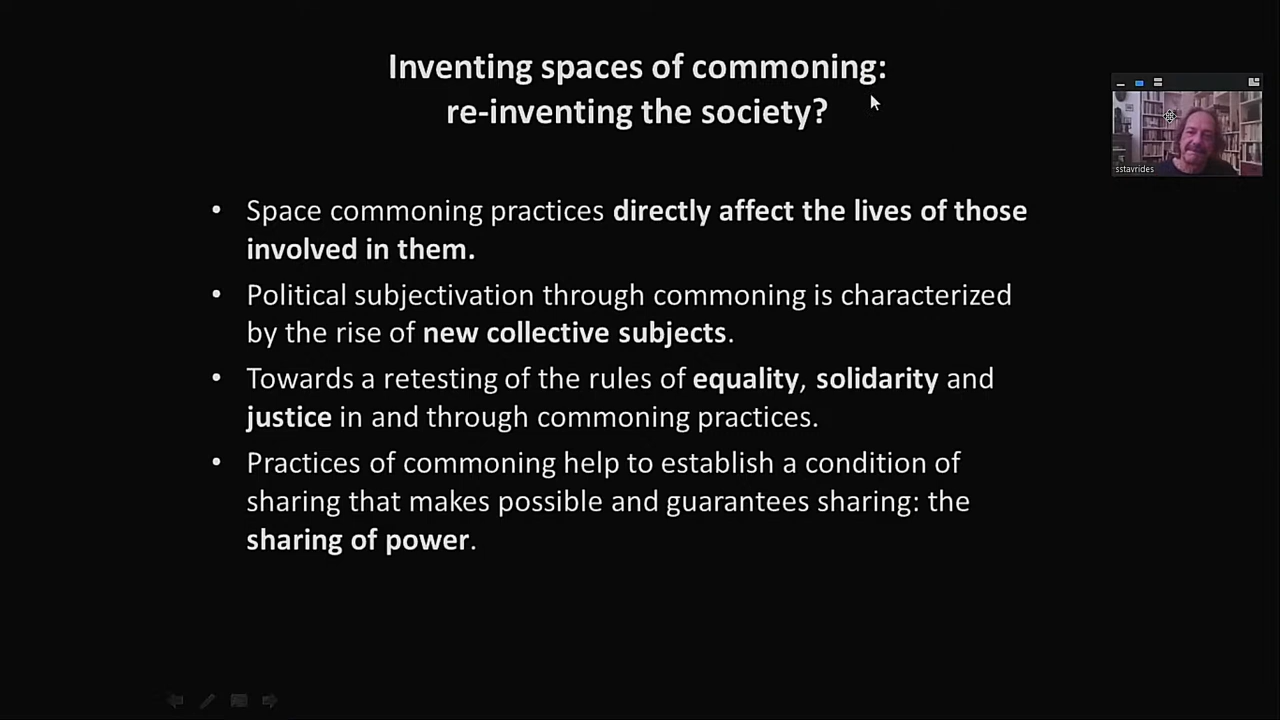 Inventing spaces of commoning:
re-inventing the society?
sstavrides
• Space commoning practices directly affect the lives of those
involved in them.
• Political subjectivation through commoning is characterized
by the rise of new collective subjects.
• Towards a retesting of the rules of equality, solidarity and
justice in and through commoning practices.
• Practices of commoning help to establish a condition of
sharing that makes possible and guarantees sharing: the
sharing of power.